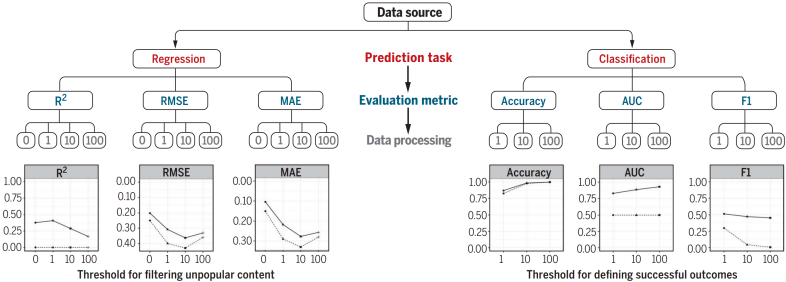 Data source
Regression Prediction task Classification
R2 RMSE MAE Evaluation metric Accuracy AUC F1
0 1 10 100 0 1 10 100 0 1 10 100 Data processing 1 10 100 1 10 100 1 10 100
R2 RMSE MAE Accuracy AUC F1
1.00 0.75 0.50 0.25 0.00
0.00 0.10 0.20 0.30 0.40
0.00 0.10 0.20 0.30
1.00 0.75 0.50 0.25 0.00
1.00 0.75 0.50 0.25 0.00
1.00 0.75 0.50 0.25 0.00
0 1 10 100 0 1 10 100 0 1 10 100 1 10 100 1 10 100 1 10 100
Threshold for filtering unpopular content Threshold for defining successful outcomes